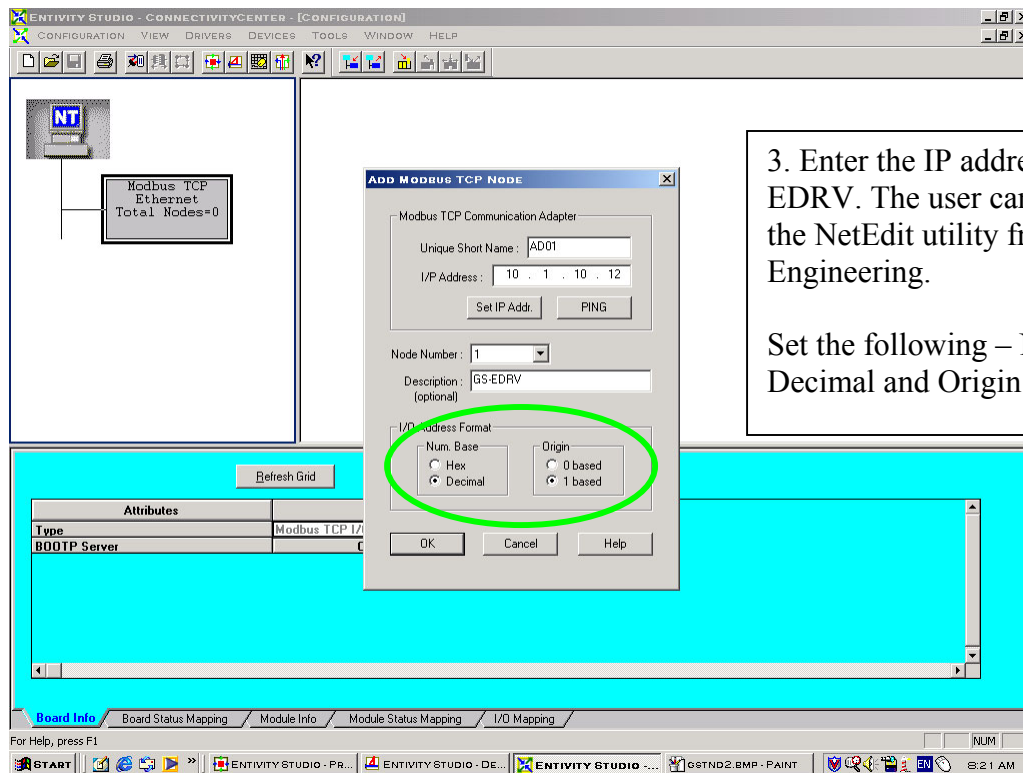 ENTIVITY STUDIO - CONNECTIVITYCENTER - [CONFIGURATION]
CONFIGURATION VIEW DRIVERS DEVICES TOOLS WINDOW HELP
NT
Modbus TCP
Ethernet
Total Nodes=0
3. Enter the IP addre
EDRV. The user can
the NetEdit utility fr
Engineering.
Set the following –
Decimal and Origin
ADD MODBUS TCP NODE
Modbus TCP Communication Adapter
Unique Short Name : AD01
I/P Address : 10 . 1 . 10 . 12
Set IP Addr. PING
Node Number : 1
Description : GS-EDRV
(optional)
I/O Address Format
Num. Base Origin
Hex 0 based
Decimal 1 based
OK Cancel Help
Refresh Grid
Attributes
Type Modbus TCP I/O
BOOTP Server
Board Info Board Status Mapping Module Info Module Status Mapping I/O Mapping
For Help, press F1 NUM
START » ENTIVITY STUDIO - PR... ENTIVITY STUDIO - DE... ENTIVITY STUDIO -... GSTND2.BMP - PAINT EN 8:21 AM